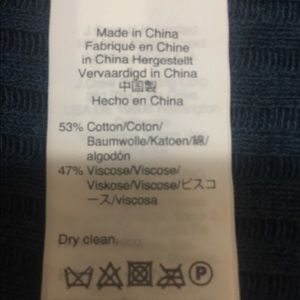 Made in China
Fabriqué en Chine
in China Hergestellt
Vervaardigd in China
中国製
Hecho en China
53% Cotton/Coton/
Baumwolle/Katoen/綿/
algodón
47% Viscose/Viscose/
Viskose/Viscose/ビスコ
ース/viscosa
Dry clean
P